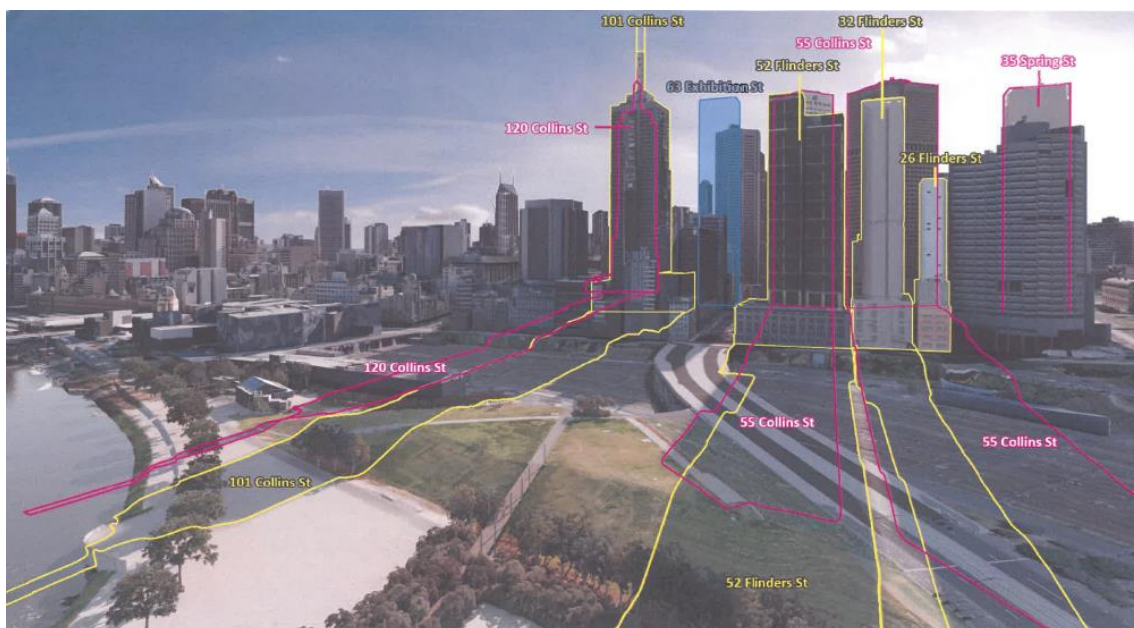 101 Collins St
32 Flinders St
55 Collins St
52 Flinders St
35 Spring St
63 Exhibition St
120 Collins St
26 Flinders St
120 Collins St
55 Collins St
55 Collins St
101 Collins St
52 Flinders St